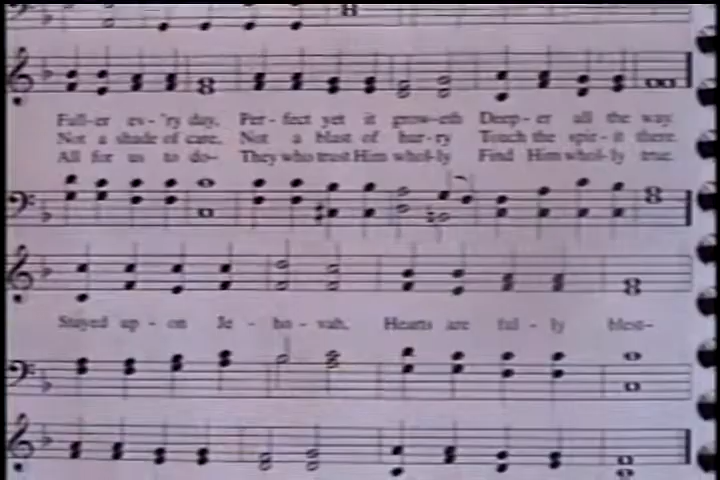 Full-er ev-'ry day, Per-fect yet it grow-eth Deep-er all the way.
Not a shade of care, Not a blast of hur-ry Touch the spir-it there.
All for us to do— They who trust Him whol-ly Find Him whol-ly true.
Stayed up-on Je-ho-vah, Hearts are ful-ly blest—